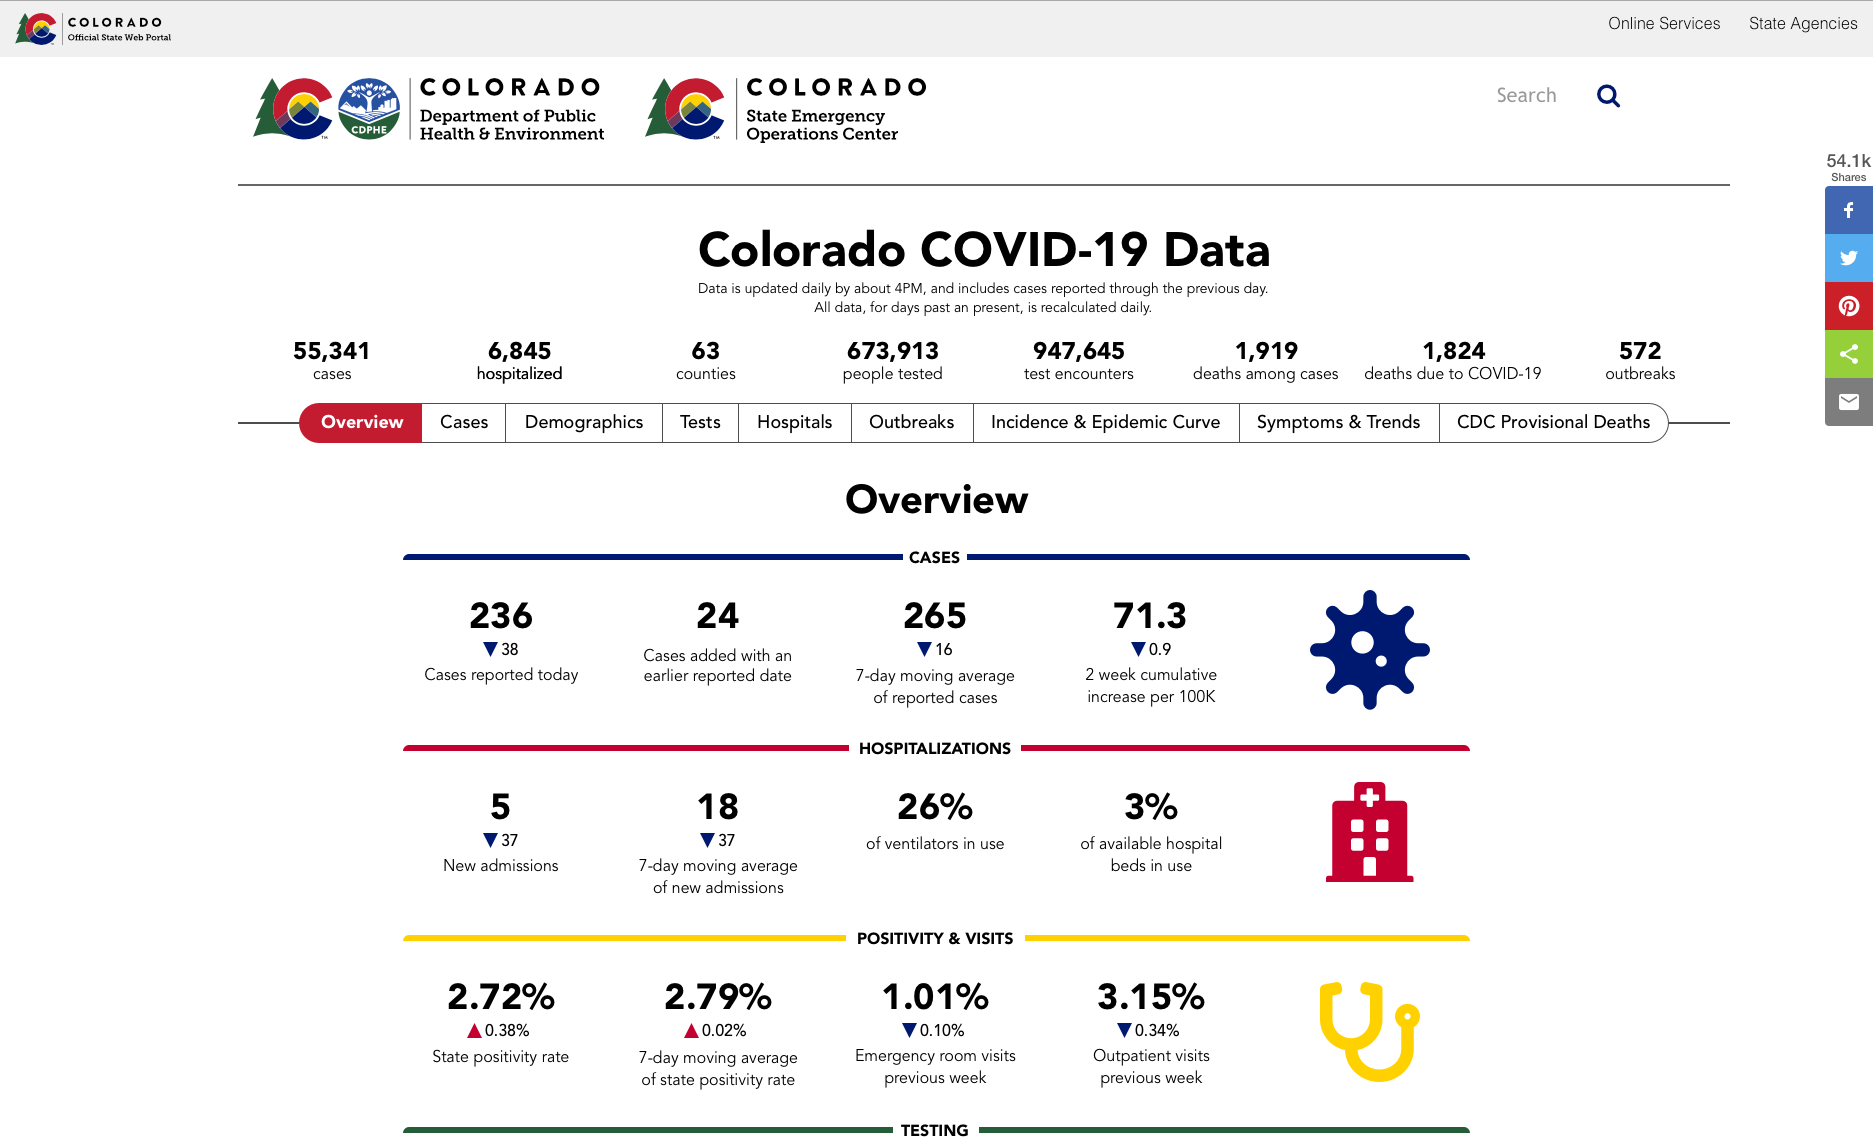 COLORADO
Official State Web Portal
Online Services
State Agencies
CDPHE
COLORADO
Department of Public
Health & Environment
TM
COLORADO
State Emergency
Operations Center
TM
Search
54.1k
Shares
Colorado COVID-19 Data
Data is updated daily by about 4PM, and includes cases reported through the previous day.
All data, for days past an present, is recalculated daily.
55,341
cases
6,845
hospitalized
63
counties
673,913
people tested
947,645
test encounters
1,919
deaths among cases
1,824
deaths due to COVID-19
572
outbreaks
Overview
Cases
Demographics
Tests
Hospitals
Outbreaks
Incidence & Epidemic Curve
Symptoms & Trends
CDC Provisional Deaths
Overview
CASES
236
▼ 38
Cases reported today
24
Cases added with an
earlier reported date
265
▼ 16
7-day moving average
of reported cases
71.3
▼ 0.9
2 week cumulative
increase per 100K
HOSPITALIZATIONS
5
▼ 37
New admissions
18
▼ 37
7-day moving average
of new admissions
26%
of ventilators in use
3%
of available hospital
beds in use
POSITIVITY & VISITS
2.72%
▲ 0.38%
State positivity rate
2.79%
▲ 0.02%
7-day moving average
of state positivity rate
1.01%
▼ 0.10%
Emergency room visits
previous week
3.15%
▼ 0.34%
Outpatient visits
previous week
TESTING